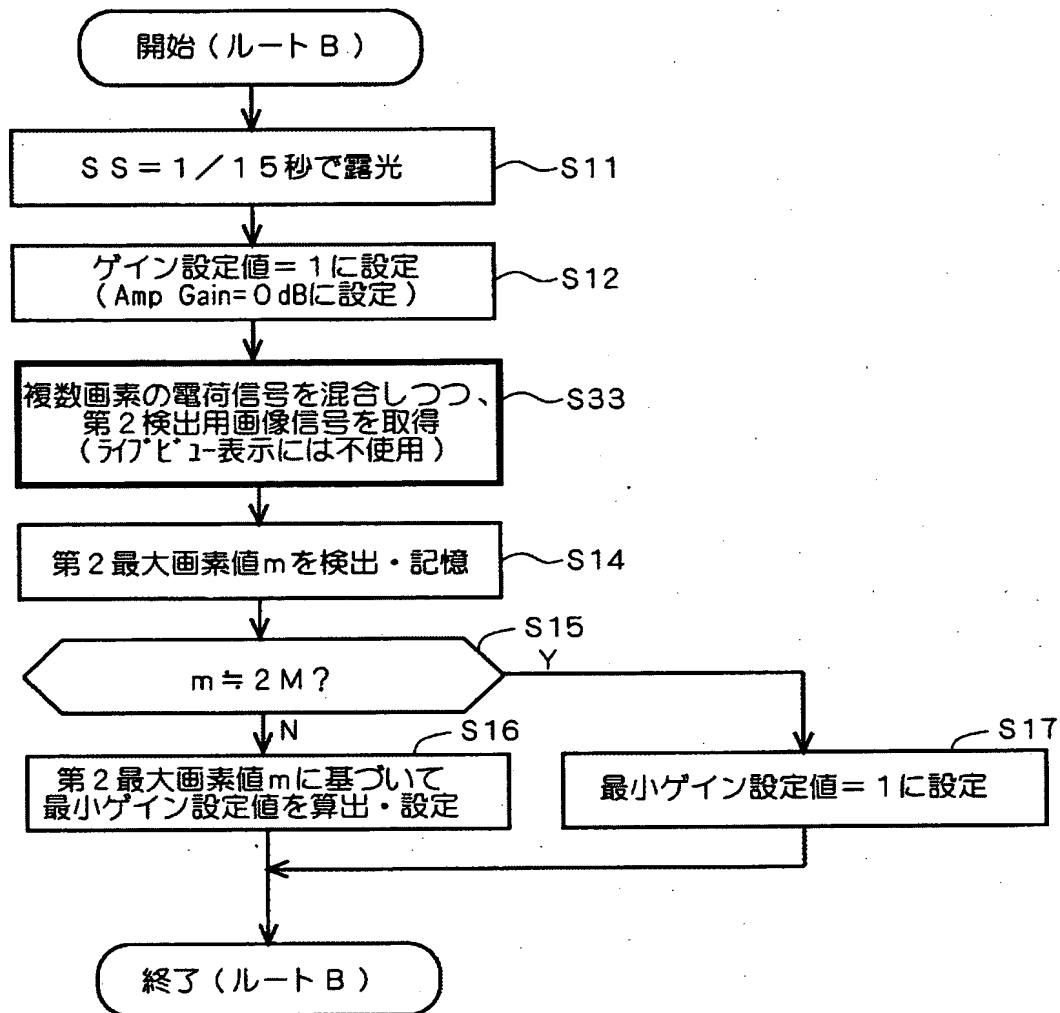 開始（ルートB）
SS＝1／15秒で露光
S11
ゲイン設定値＝1に設定
（Amp Gain=0dBに設定）
S12
複数画素の電荷信号を混合しつつ、
第2検出用画像信号を取得
（ﾗｲﾌﾞﾋﾞｭｰ表示には不使用）
S33
第2最大画素値mを検出・記憶
S14
S15
m≒2M？
Y
N
S16
第2最大画素値mに基づいて
最小ゲイン設定値を算出・設定
S17
最小ゲイン設定値＝1に設定
終了（ルートB）